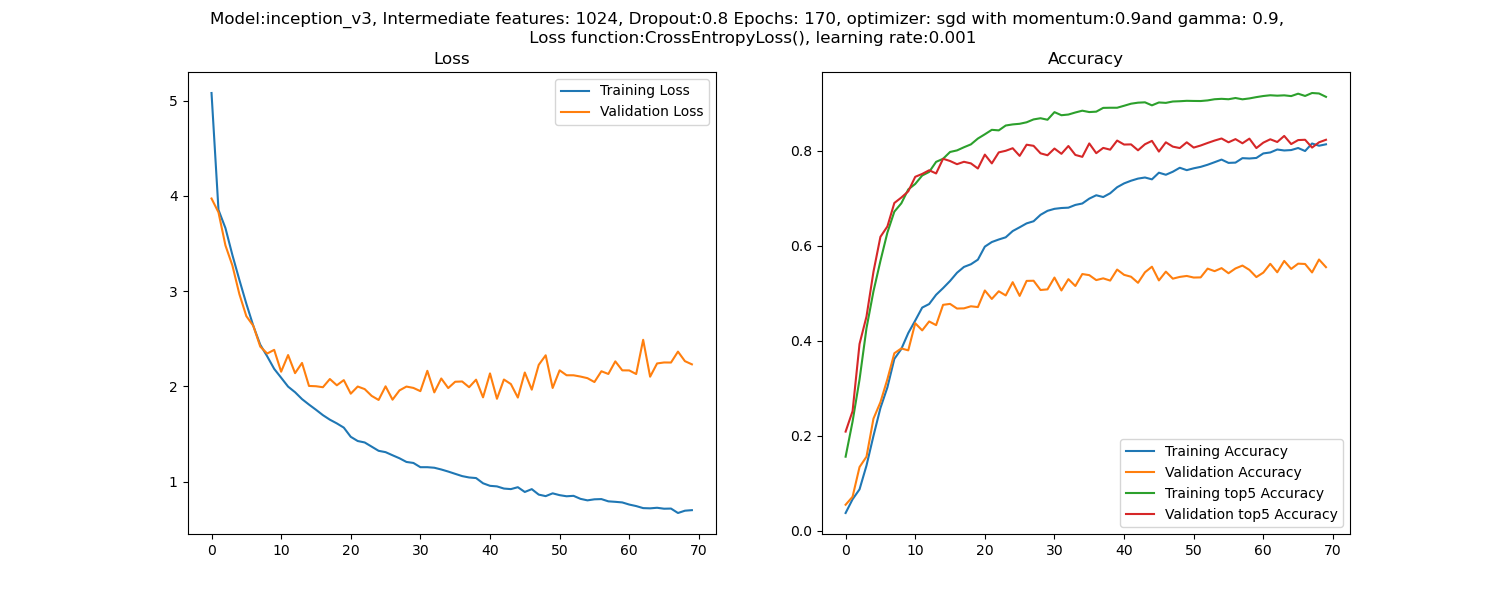 Model:inception_v3, Intermediate features: 1024, Dropout:0.8 Epochs: 170, optimizer: sgd with momentum:0.9and gamma: 0.9,
Loss function:CrossEntropyLoss(), learning rate:0.001
Loss
Training Loss
Validation Loss
5
4
3
2
1
0 10 20 30 40 50 60 70
Accuracy
0.8
0.6
0.4
0.2
0.0
Training Accuracy
Validation Accuracy
Training top5 Accuracy
Validation top5 Accuracy
0 10 20 30 40 50 60 70